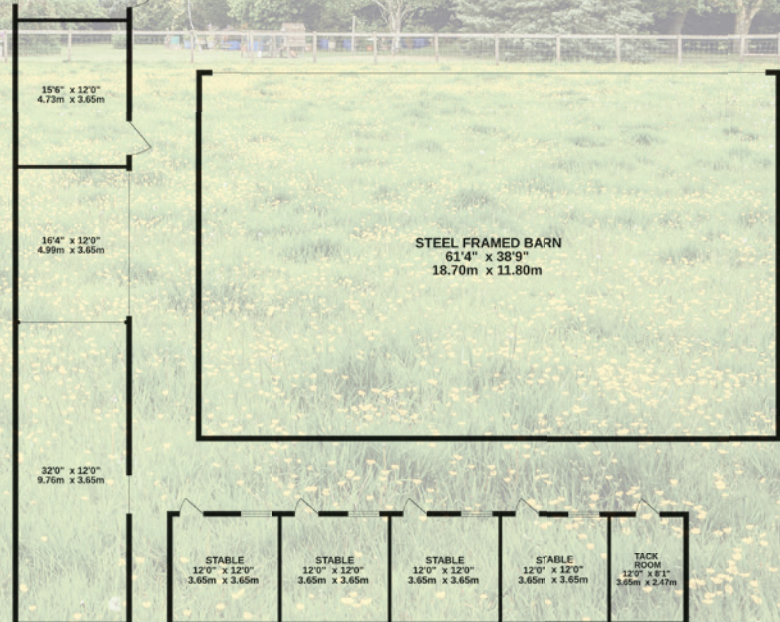 15'6" x 12'0"
4.73m x 3.65m
16'4" x 12'0"
4.99m x 3.65m
STEEL FRAMED BARN
61'4" x 38'9"
18.70m x 11.80m
32'0" x 12'0"
9.76m x 3.65m
STABLE
12'0" x 12'0"
3.65m x 3.65m
STABLE
12'0" x 12'0"
3.65m x 3.65m
STABLE
12'0" x 12'0"
3.65m x 3.65m
STABLE
12'0" x 12'0"
3.65m x 3.65m
TACK
ROOM
12'0" x 8'1"
3.65m x 2.47m